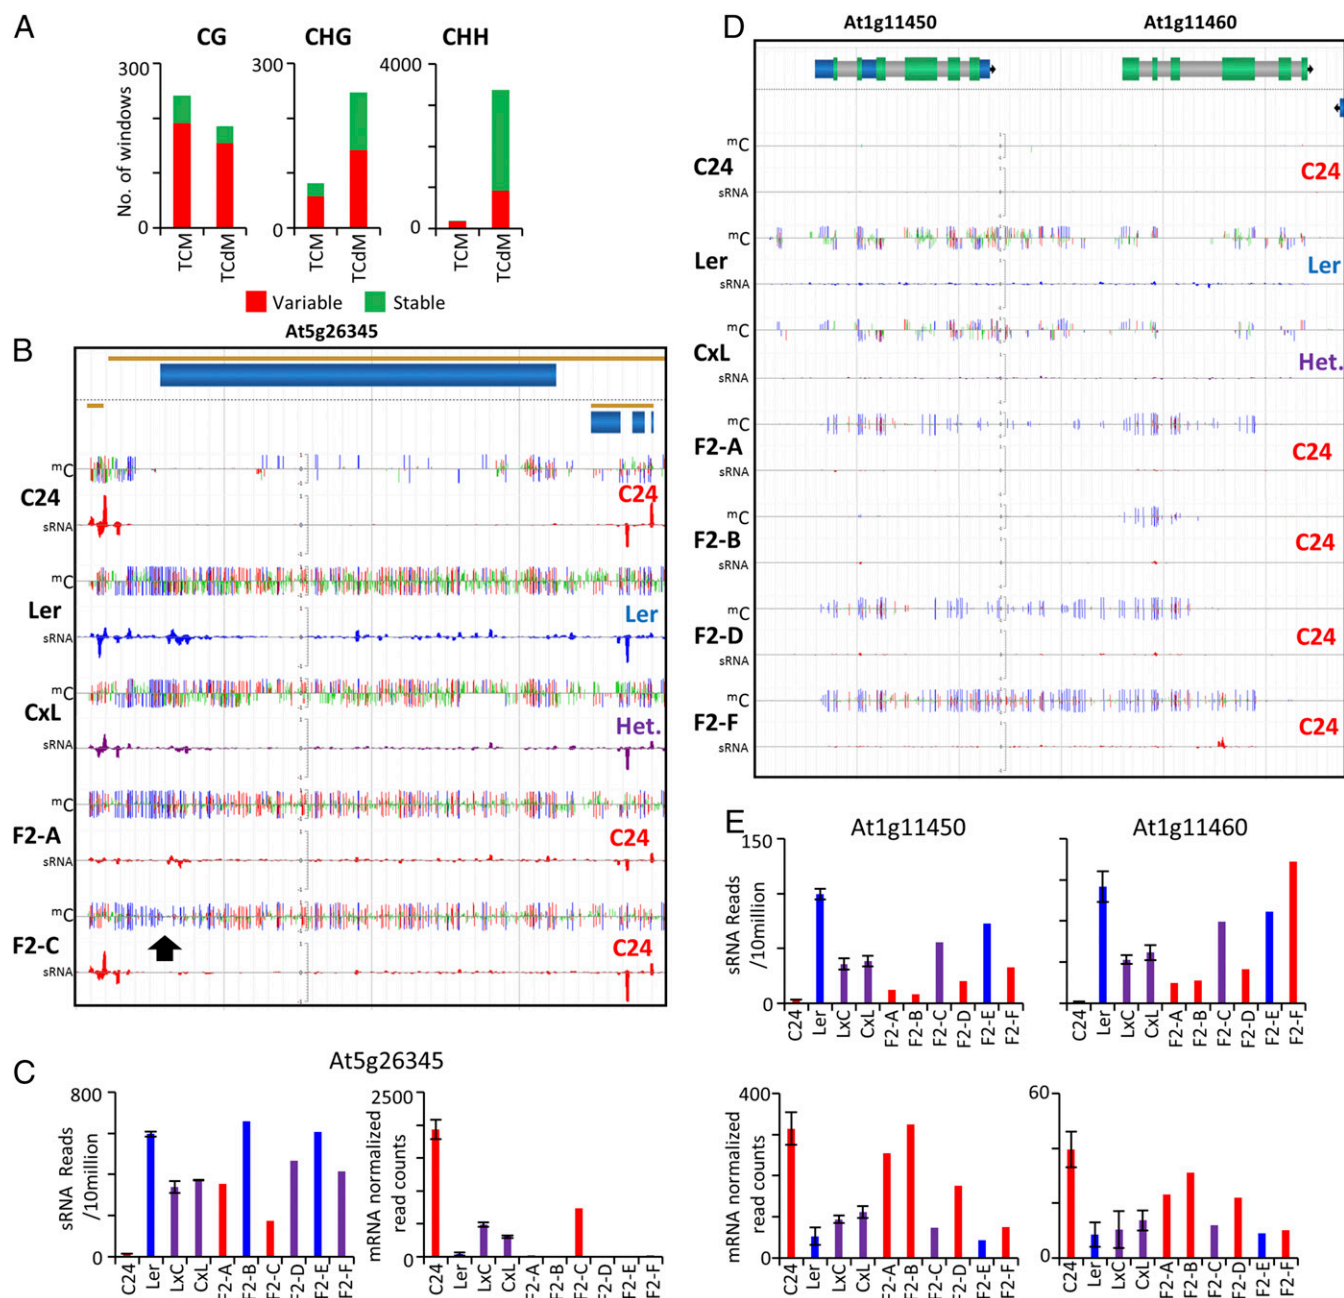 A
CG
CHG
CHH
300
300
4000
No. of windows
0
0
0
TCM
TCdM
TCM
TCdM
TCM
TCdM
Variable
Stable
B
At5g26345
mC
C24
C24
sRNA
mC
Ler
Ler
sRNA
mC
CxL
Het.
sRNA
mC
F2-A
C24
sRNA
mC
F2-C
C24
sRNA
C
At5g26345
800
sRNA Reads
/10million
0
C24
Ler
LxC
CxL
F2-A
F2-B
F2-C
F2-D
F2-E
F2-F
2500
mRNA normalized
read counts
0
C24
Ler
LxC
CxL
F2-A
F2-B
F2-C
F2-D
F2-E
F2-F
D
At1g11450
At1g11460
mC
C24
C24
sRNA
mC
Ler
Ler
sRNA
mC
CxL
Het.
sRNA
mC
F2-A
C24
sRNA
mC
F2-B
C24
sRNA
mC
F2-D
C24
sRNA
mC
F2-F
C24
sRNA
E
At1g11450
At1g11460
150
sRNA Reads
/10million
0
C24
Ler
LxC
CxL
F2-A
F2-B
F2-C
F2-D
F2-E
F2-F
C24
Ler
LxC
CxL
F2-A
F2-B
F2-C
F2-D
F2-E
F2-F
400
mRNA normalized
read counts
0
C24
Ler
LxC
CxL
F2-A
F2-B
F2-C
F2-D
F2-E
F2-F
60
0
C24
Ler
LxC
CxL
F2-A
F2-B
F2-C
F2-D
F2-E
F2-F